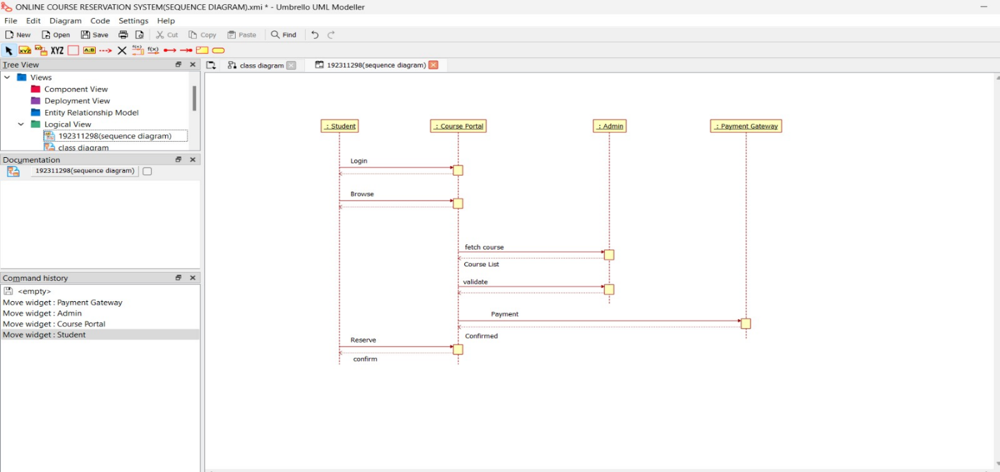 ONLINE COURSE RESERVATION SYSTEM(SEQUENCE DIAGRAM).xmi * - Umbrello UML Modeller
File Edit Diagram Code Settings Help
New Open Save Cut Copy Paste Find
XYZ XYZ XYZ A:B f(x) f(x)
Tree View
class diagram 192311298(sequence diagram)
Views
Component View
Deployment View
Entity Relationship Model
Logical View
192311298(sequence diagram)
class diagram
Documentation
192311298(sequence diagram)
Command history
<empty>
Move widget : Payment Gateway
Move widget : Admin
Move widget : Course Portal
Move widget : Student
: Student : Course Portal : Admin : Payment Gateway
Login
Browse
fetch course
Course List
validate
Payment
Confirmed
Reserve
confirm